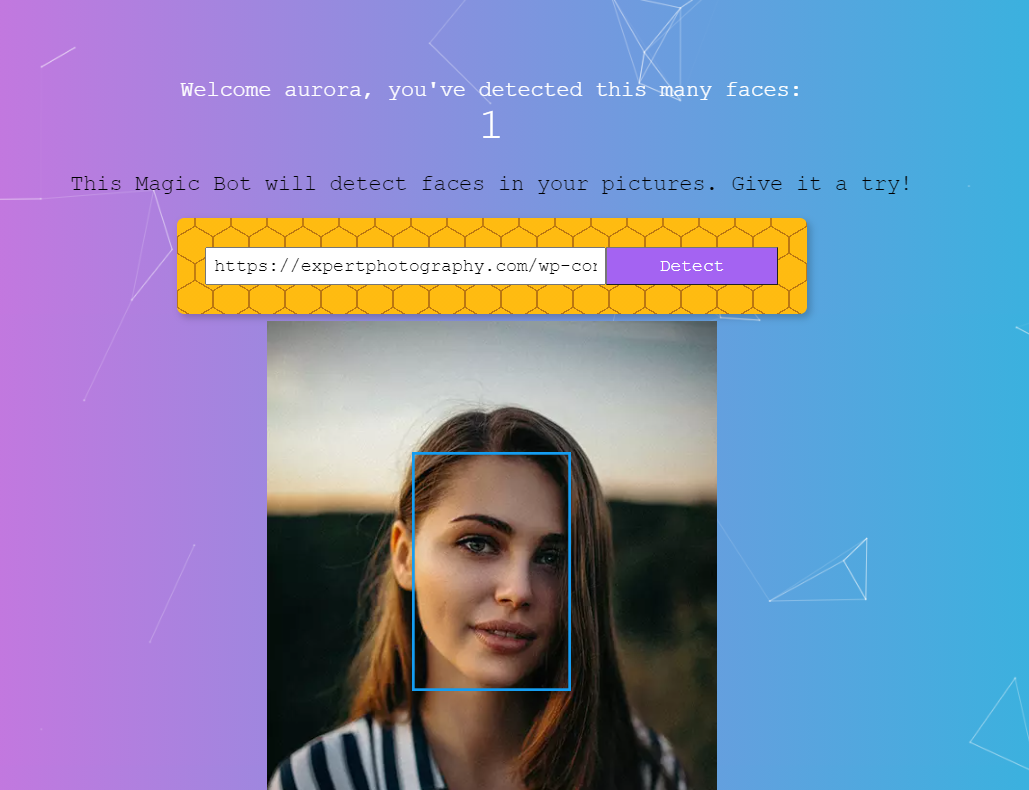 Welcome aurora, you've detected this many faces:
1
This Magic Bot will detect faces in your pictures. Give it a try!
https://expertphotography.com/wp-con
Detect